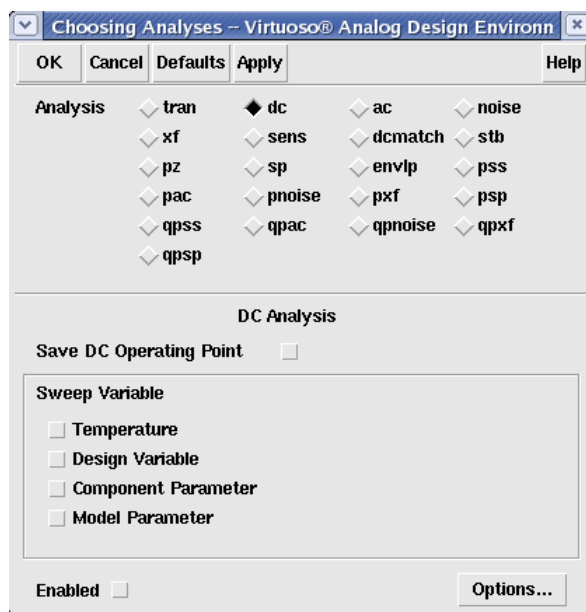 Choosing Analyses -- Virtuoso® Analog Design Environn
OK Cancel Defaults Apply Help
Analysis tran dc ac noise
xf sens dcmatch stb
pz sp envlp pss
pac pnoise pxf psp
qpss qpac qpnoise qpxf
qpsp
DC Analysis
Save DC Operating Point
Sweep Variable
Temperature
Design Variable
Component Parameter
Model Parameter
Enabled Options...